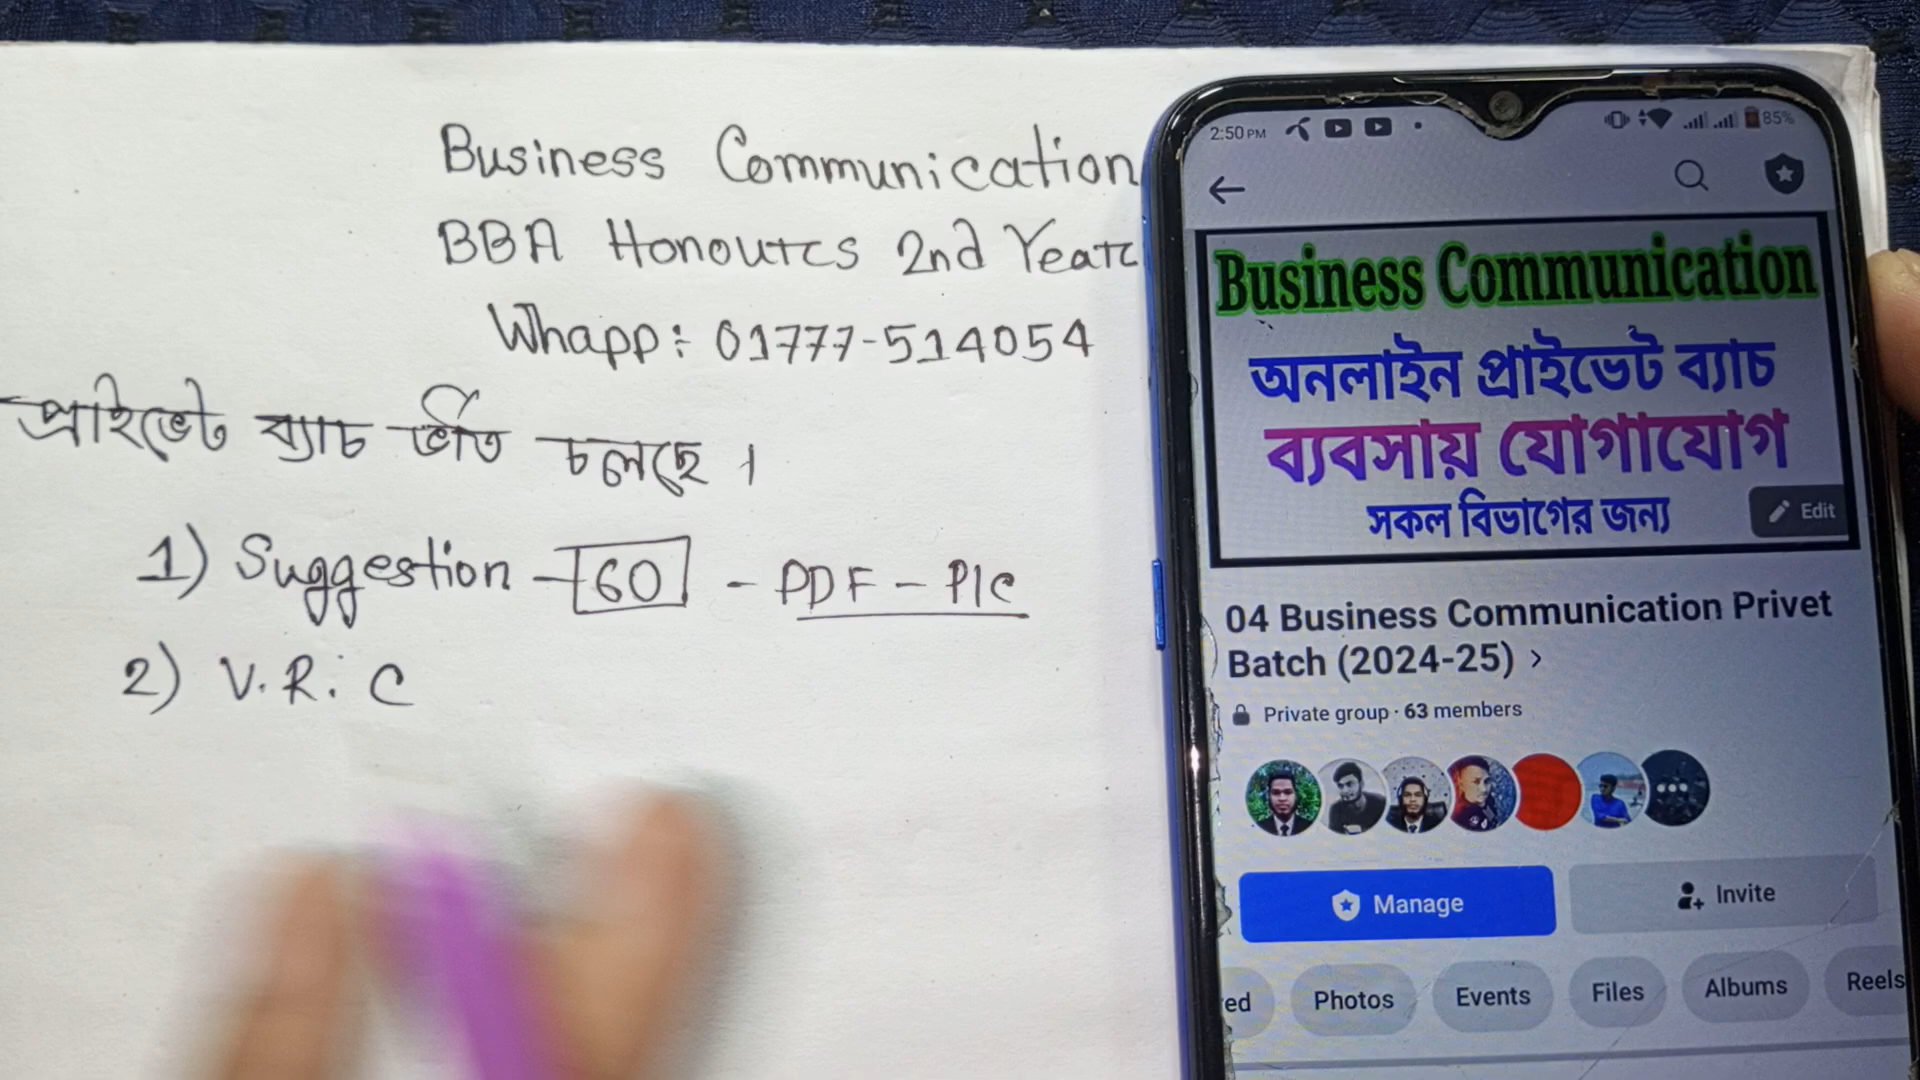 Business Communication
BBA Honours 2nd Year
Whapp: 01777-514054
প্রাইভেট ব্যাচ ভর্তি চলছে।
1) Suggestion - 60 - PDF - Pic
2) V. R. C
2:50 PM
85%
Business Communication
অনলাইন প্রাইভেট ব্যাচ
ব্যবসায় যোগাযোগ
সকল বিভাগের জন্য
Edit
04 Business Communication Privet
Batch (2024-25) >
Private group · 63 members
Manage
Invite
ed
Photos
Events
Files
Albums
Reels